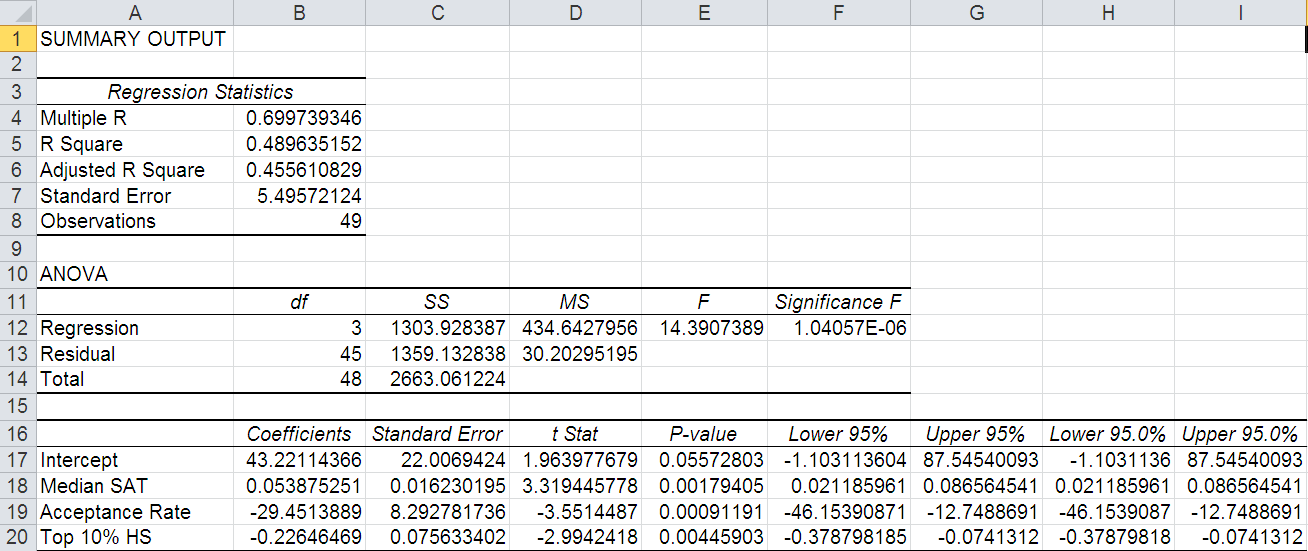 A B C D E F G H I
1 SUMMARY OUTPUT
2
3 Regression Statistics
4 Multiple R 0.699739346
5 R Square 0.489635152
6 Adjusted R Square 0.455610829
7 Standard Error 5.49572124
8 Observations 49
9
10 ANOVA
11 df SS MS F Significance F
12 Regression 3 1303.928387 434.6427956 14.3907389 1.04057E-06
13 Residual 45 1359.132838 30.20295195
14 Total 48 2663.061224
15
16 Coefficients Standard Error t Stat P-value Lower 95% Upper 95% Lower 95.0% Upper 95.0%
17 Intercept 43.22114366 22.0069424 1.963977679 0.05572803 -1.103113604 87.54540093 -1.1031136 87.54540093
18 Median SAT 0.053875251 0.016230195 3.319445778 0.00179405 0.021185961 0.086564541 0.021185961 0.086564541
19 Acceptance Rate -29.4513889 8.292781736 -3.5514487 0.00091191 -46.15390871 -12.7488691 -46.1539087 -12.7488691
20 Top 10% HS -0.22646469 0.075633402 -2.9942418 0.00445903 -0.378798185 -0.0741312 -0.37879818 -0.0741312